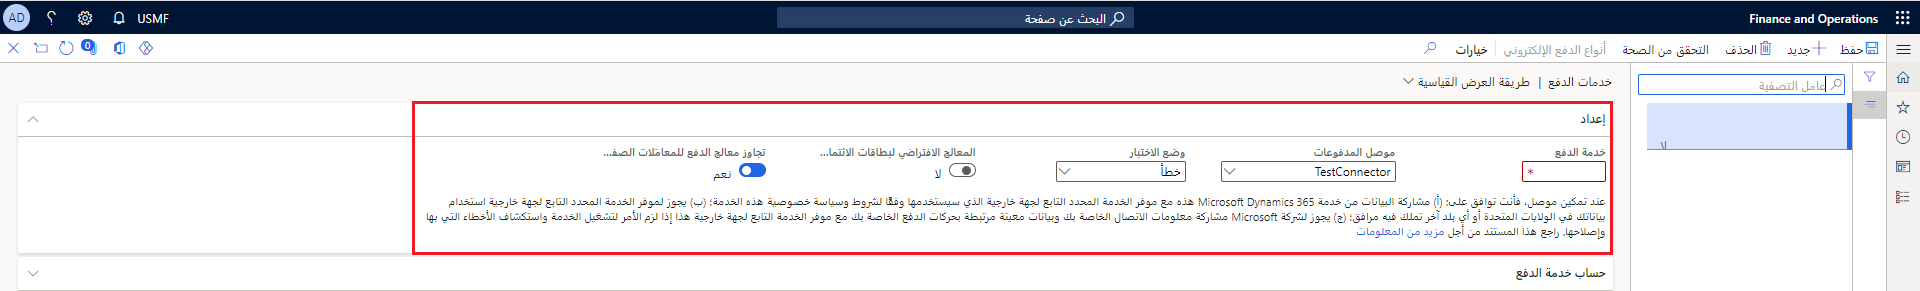 Finance and Operations
البحث عن صفحة
USMF
؟
AD
حفظ
جديد
الحذف
التحقق من الصحة
أنواع الدفع الإلكتروني
خيارات
0
عامل التصفية
لا
خدمات الدفع | طريقة العرض القياسية
إعداد
خدمة الدفع
*
موصل المدفوعات
TestConnector
وضع الاختبار
خطأ
المعالج الافتراضي لبطاقات الائتما...
لا
تجاوز معالج الدفع للمعاملات الصف...
نعم
عند تمكين موصل، فأنت توافق على: (أ) مشاركة البيانات من خدمة Microsoft Dynamics 365 هذه مع موفر الخدمة المحدد التابع لجهة خارجية الذي سيستخدمها وفقًا لشروط وسياسة خصوصية هذه الخدمة؛ (ب) يجوز لموفر الخدمة المحدد التابع لجهة خارجية استخدام
بياناتك في الولايات المتحدة أو أي بلد آخر تملك فيه مرافق؛ (ج) يجوز لشركة Microsoft مشاركة معلومات الاتصال الخاصة بك وبيانات معينة مرتبطة بحركات الدفع الخاصة بك مع موفر الخدمة التابع لجهة خارجية هذا إذا لزم الأمر لتشغيل الخدمة واستكشاف الأخطاء التي بها
وإصلاحها. راجع هذا المستند من أجل مزيد من المعلومات
حساب خدمة الدفع